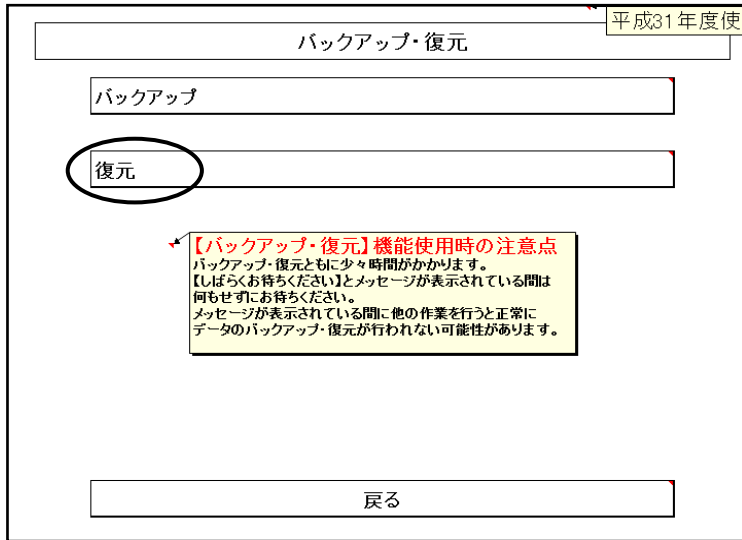 平成31年度使
バックアップ・復元
バックアップ
復元
【バックアップ・復元】機能使用時の注意点
バックアップ・復元ともに少々時間がかかります。
【しばらくお待ちください】とメッセージが表示されている間は
何もせずにお待ちください。
メッセージが表示されている間に他の作業を行うと正常に
データのバックアップ・復元が行われない可能性があります。
戻る